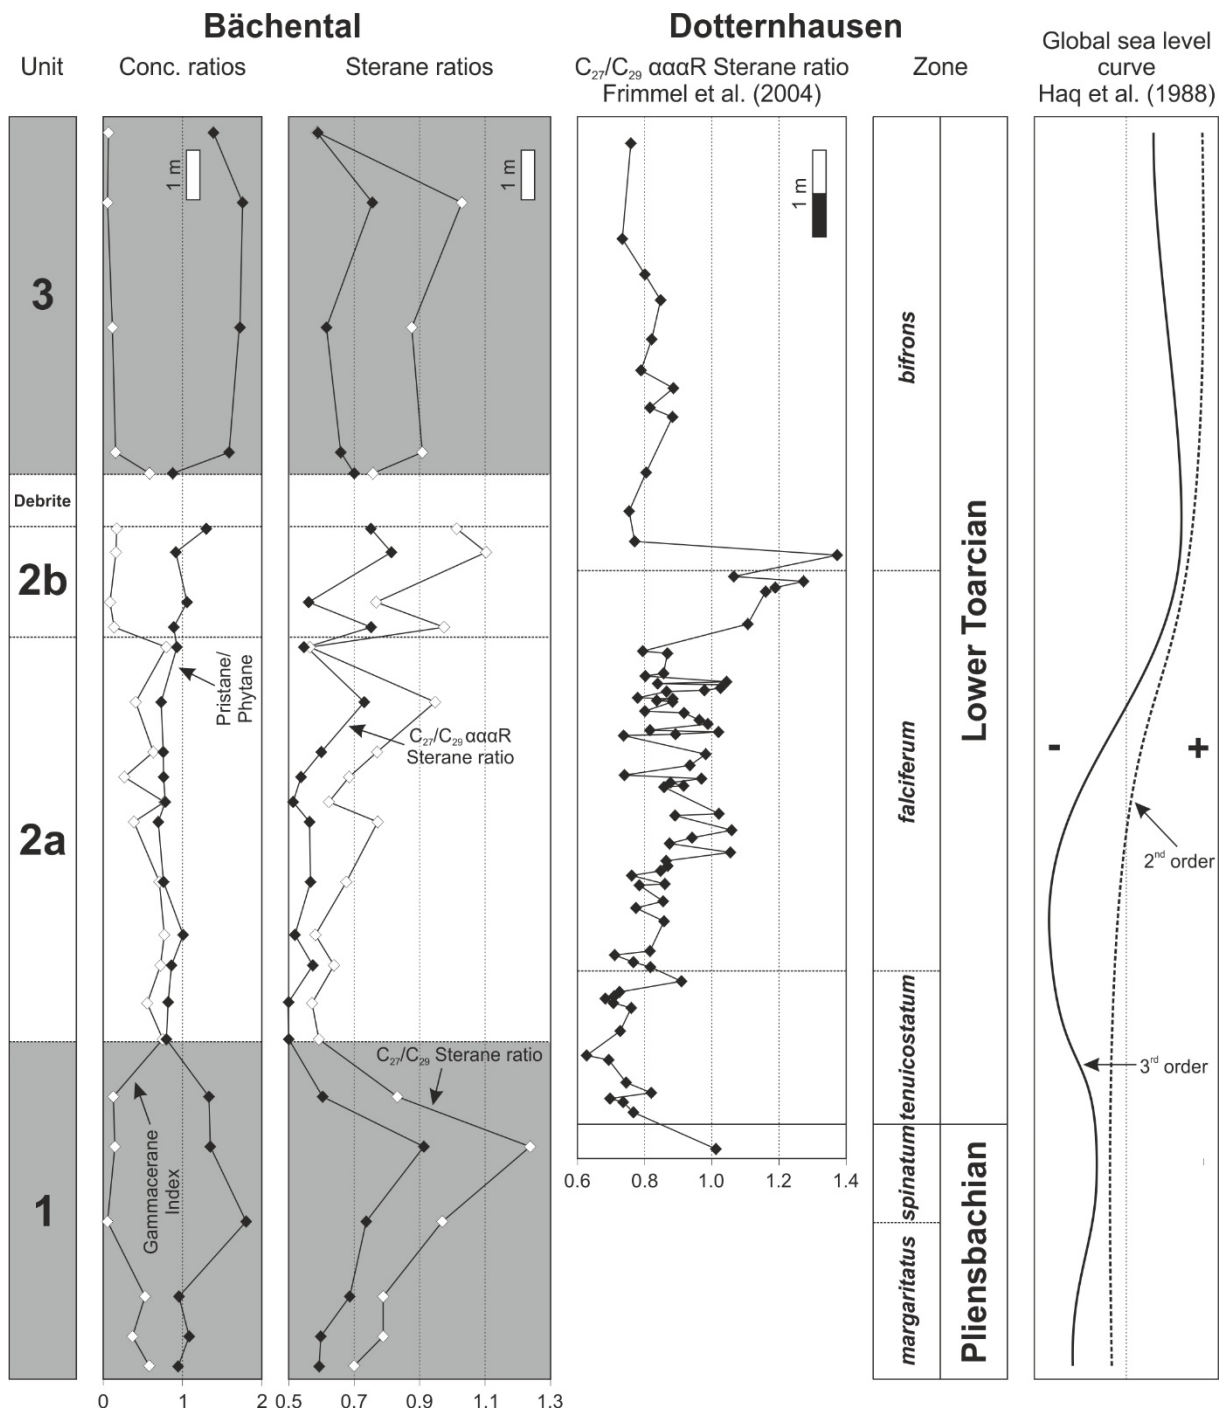 Bächental
Dotternhausen
Unit
Conc. ratios
Sterane ratios
C₂₇/C₂₉ αααR Sterane ratio
Frimmel et al. (2004)
Zone
Global sea level
curve
Haq et al. (1988)
3
Debrite
2b
2a
1
1 m
Pristane/
Phytane
Gammacerane
Index
0
1
2
1 m
C₂₇/C₂₉ αααR
Sterane ratio
C₂₇/C₂₉ Sterane ratio
0.5
0.7
0.9
1.1
1.3
1 m
0.6
0.8
1.0
1.2
1.4
bifrons
falciferum
tenuicostatum
spinatum
margaritatus
Lower Toarcian
Pliensbachian
-
+
2ⁿᵈ order
3ʳᵈ order